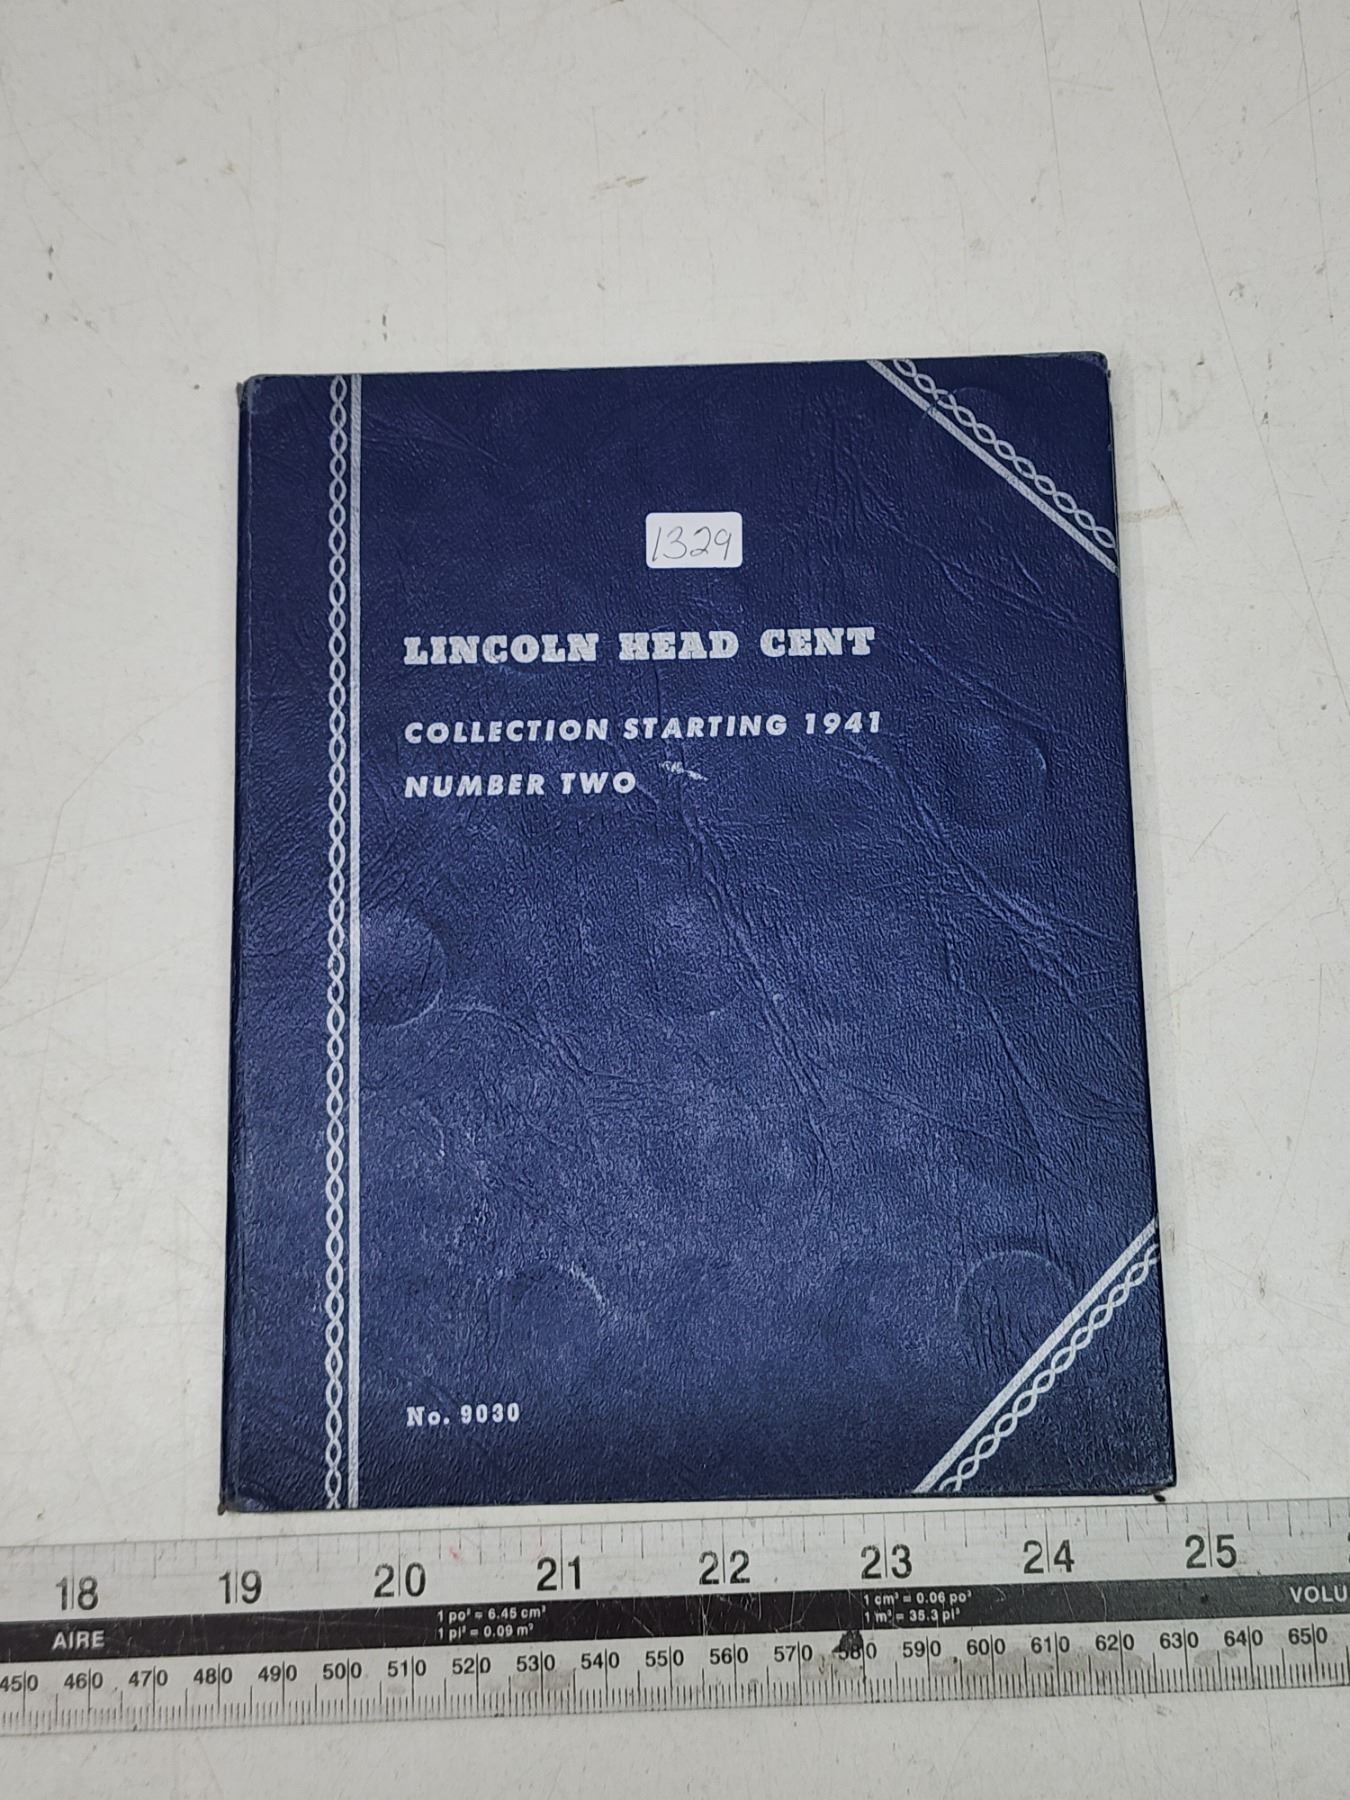 1329
LINCOLN HEAD CENT
COLLECTION STARTING 1941
NUMBER TWO
No. 9030
18 19 20 21 22 23 24 25
1 po² = 6.45 cm²
1 pi² = 0.09 m²
1 cm³ = 0.06 po³
1 m³ = 35.3 pi³
AIRE
VOLU
450 460 470 480 490 500 510 520 530 540 550 560 570 580 590 600 610 620 630 640 650